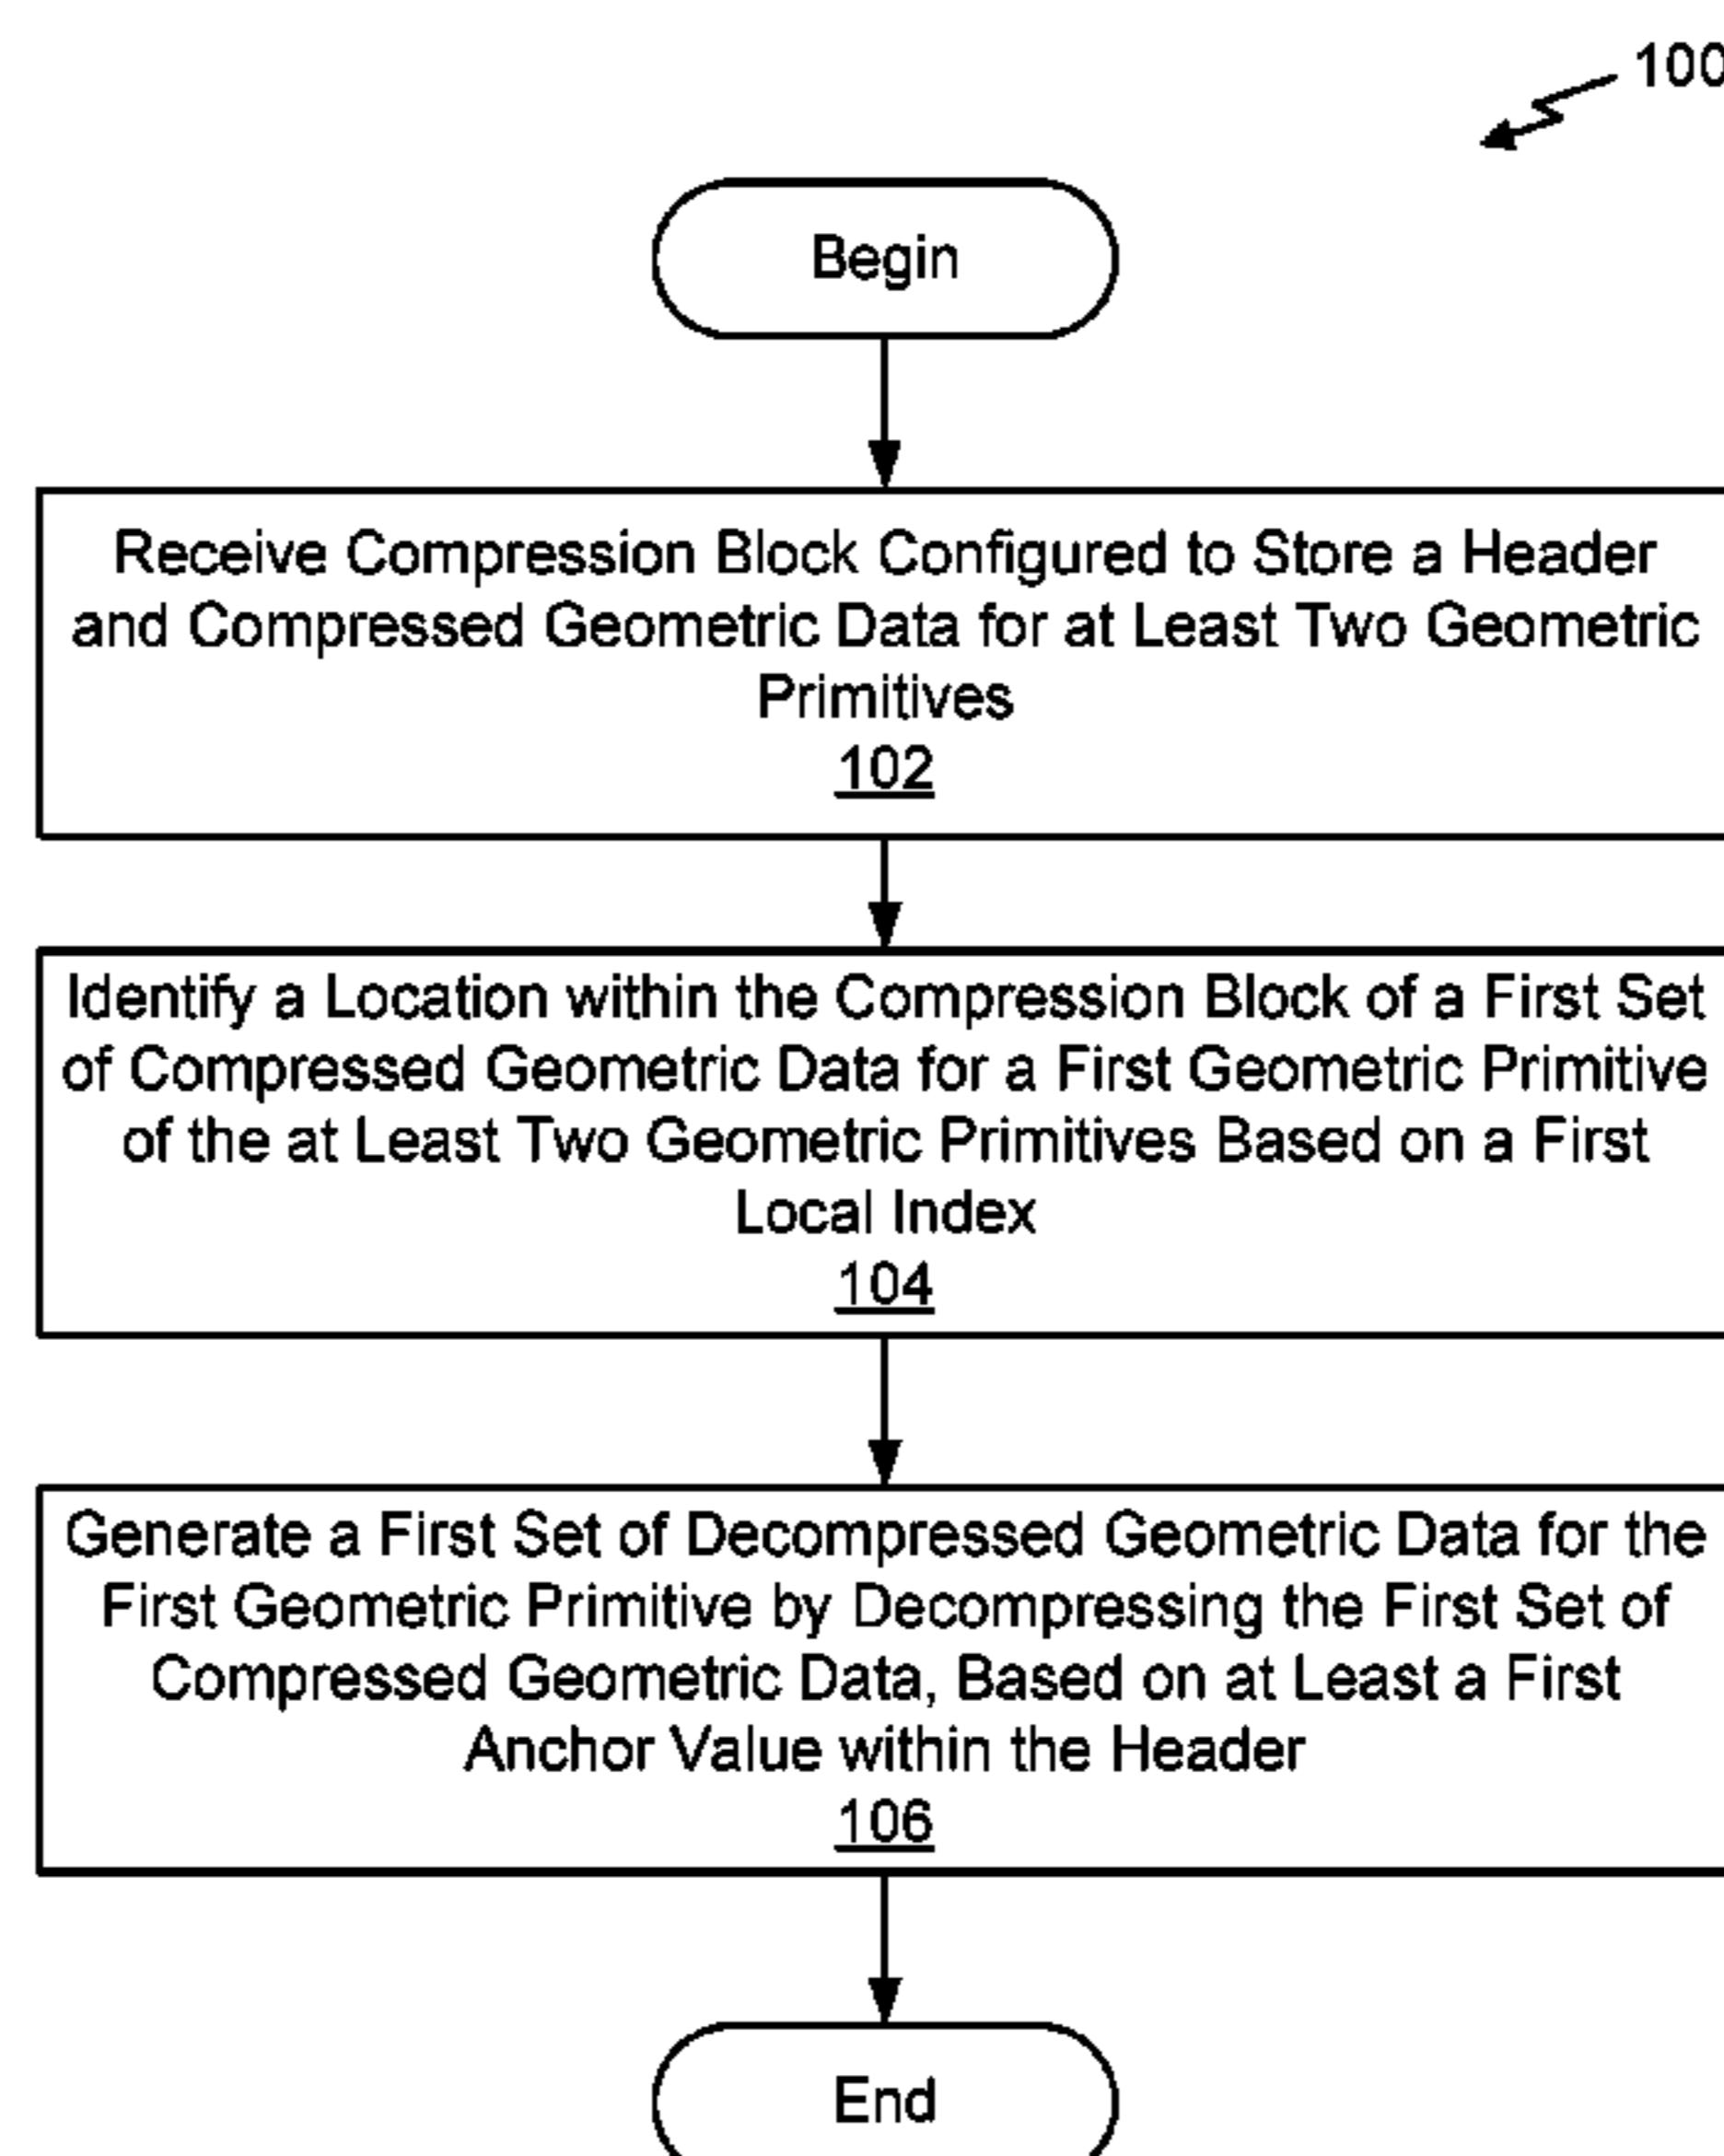 100
Begin
Receive Compression Block Configured to Store a Header
and Compressed Geometric Data for at Least Two Geometric
Primitives
102
Identify a Location within the Compression Block of a First Set
of Compressed Geometric Data for a First Geometric Primitive
of the at Least Two Geometric Primitives Based on a First
Local Index
104
Generate a First Set of Decompressed Geometric Data for the
First Geometric Primitive by Decompressing the First Set of
Compressed Geometric Data, Based on at Least a First
Anchor Value within the Header
106
End